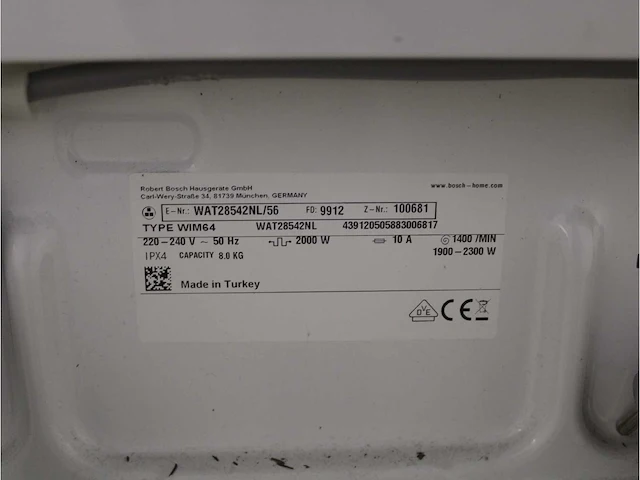 Robert Bosch Hausgeräte GmbH
Carl-Wery-Straße 34, 81739 München, GERMANY
www.bosch-home.com
E-Nr.: WAT28542NL/56 FD: 9912 Z-Nr.: 100681
TYPE WIM64 WAT28542NL 439120505883006817
220-240 V ~ 50 Hz 2000 W 10 A 1400 /MIN
IPX4 CAPACITY 8.0 KG 1900-2300 W
Made in Turkey
DVE CE